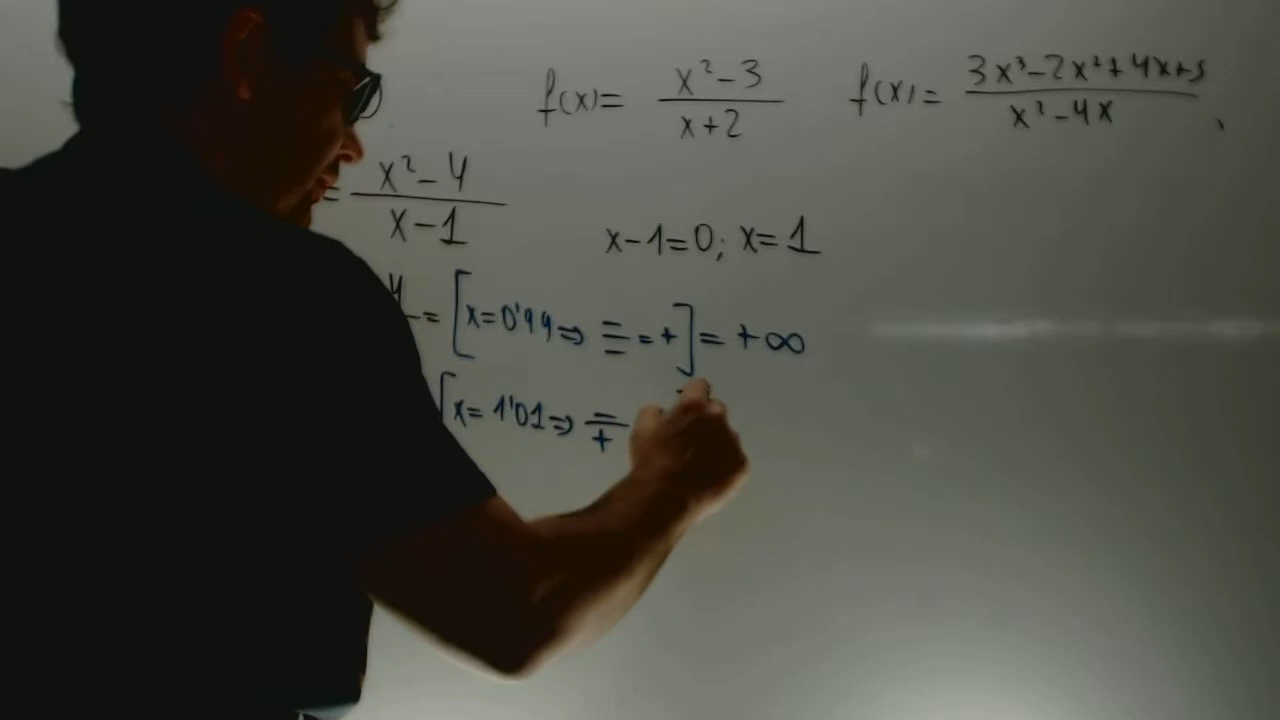 f(x)= x²-3 / x+2   f(x)= 3x³-2x²+4x+5 / x²-4x
= x²-4 / x-1
x-1=0; x=1
4 = [x=0'99⇒ -/- = +] = +∞
[x=1'01⇒ -/+